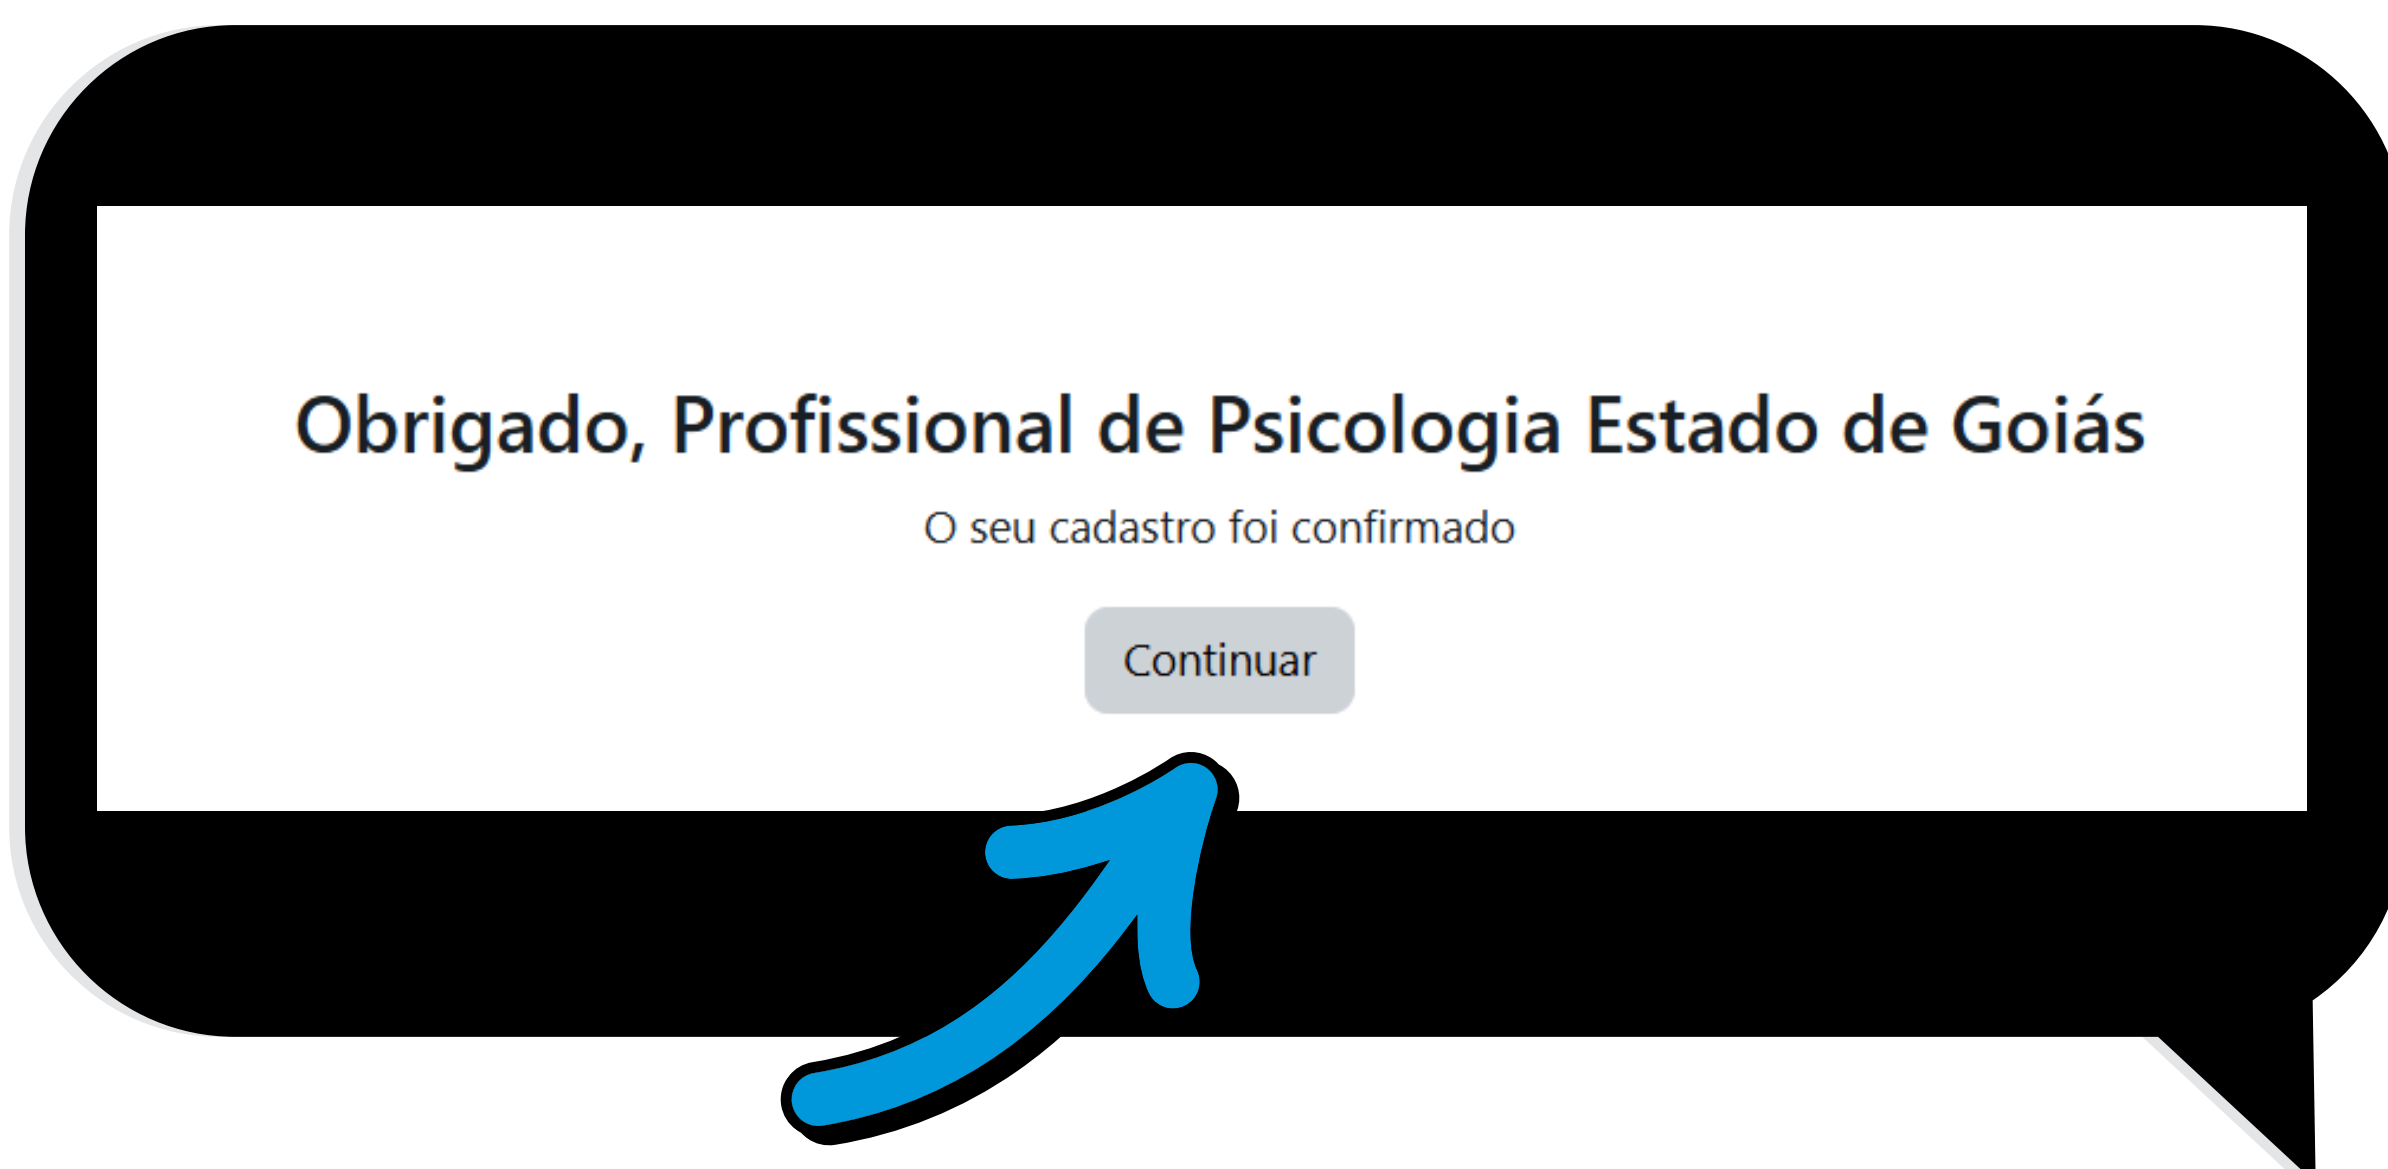 Obrigado, Profissional de Psicologia Estado de Goiás
O seu cadastro foi confirmado
Continuar